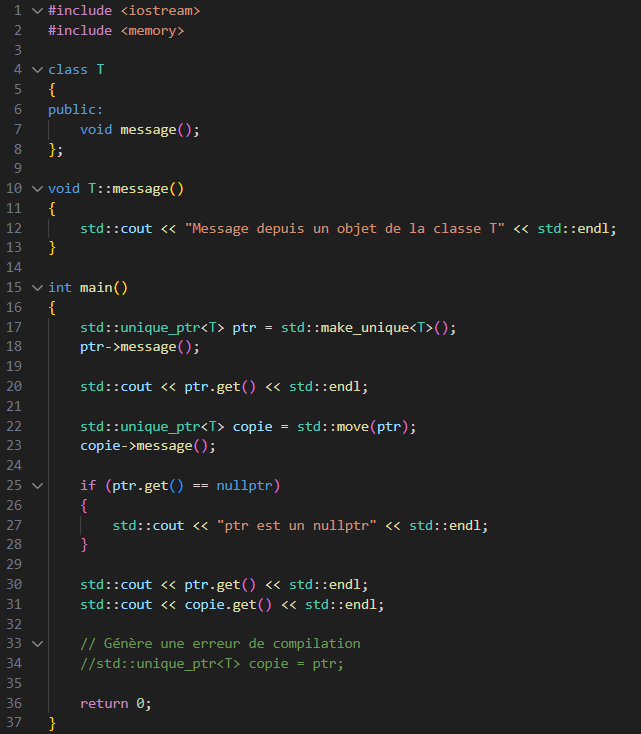 1 #include <iostream>
2 #include <memory>
3
4 class T
5 {
6 public:
7     void message();
8 };
9
10 void T::message()
11 {
12     std::cout << "Message depuis un objet de la classe T" << std::endl;
13 }
14
15 int main()
16 {
17     std::unique_ptr<T> ptr = std::make_unique<T>();
18     ptr->message();
19
20     std::cout << ptr.get() << std::endl;
21
22     std::unique_ptr<T> copie = std::move(ptr);
23     copie->message();
24
25     if (ptr.get() == nullptr)
26     {
27         std::cout << "ptr est un nullptr" << std::endl;
28     }
29
30     std::cout << ptr.get() << std::endl;
31     std::cout << copie.get() << std::endl;
32
33     // Génère une erreur de compilation
34     //std::unique_ptr<T> copie = ptr;
35
36     return 0;
37 }